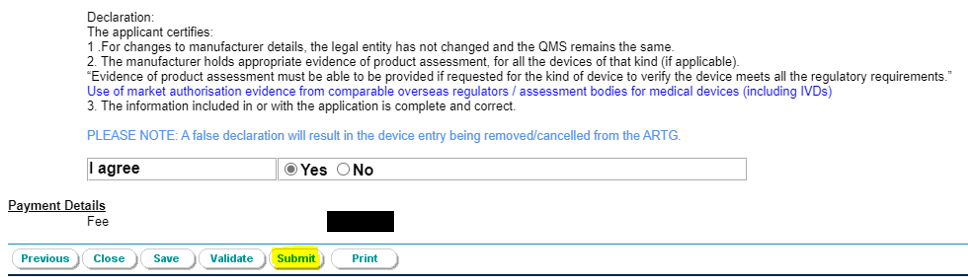 Declaration:
The applicant certifies:
1 .For changes to manufacturer details, the legal entity has not changed and the QMS remains the same.
2. The manufacturer holds appropriate evidence of product assessment, for all the devices of that kind (if applicable).
“Evidence of product assessment must be able to be provided if requested for the kind of device to verify the device meets all the regulatory requirements.”
Use of market authorisation evidence from comparable overseas regulators / assessment bodies for medical devices (including IVDs)
3. The information included in or with the application is complete and correct.
PLEASE NOTE: A false declaration will result in the device entry being removed/cancelled from the ARTG.
I agree Yes No
Payment Details
Fee
Previous Close Save Validate Submit Print